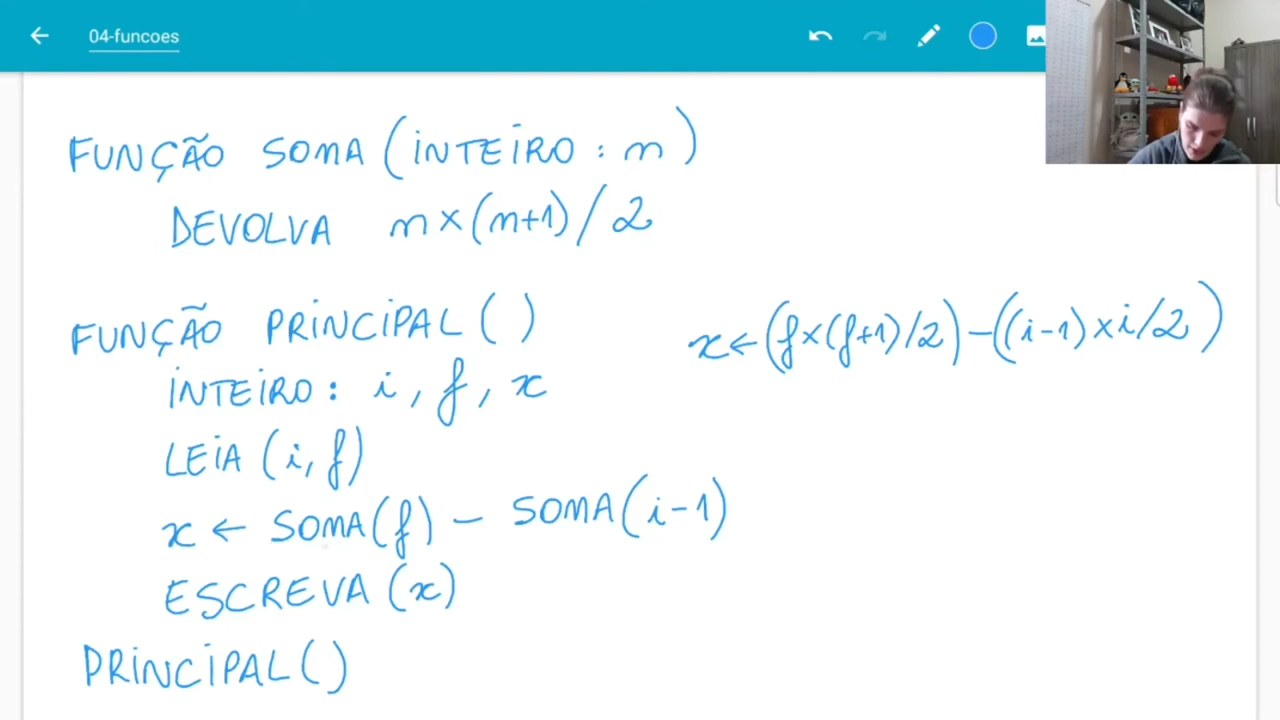 04-funcoes
FUNÇÃO SOMA (INTEIRO : n)
DEVOLVA n×(n+1)/2
FUNÇÃO PRINCIPAL ( )
INTEIRO : i, f, x
LEIA (i, f)
x ← SOMA(f) – SOMA(i-1)
ESCREVA (x)
PRINCIPAL( )
x ← (f×(f+1)/2) – ((i-1)×i/2)